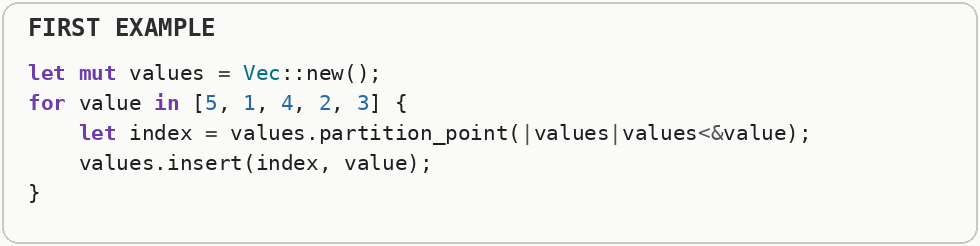 FIRST EXAMPLE
let mut values = Vec::new();
for value in [5, 1, 4, 2, 3] {
    let index = values.partition_point(|values|values<&value);
    values.insert(index, value);
}